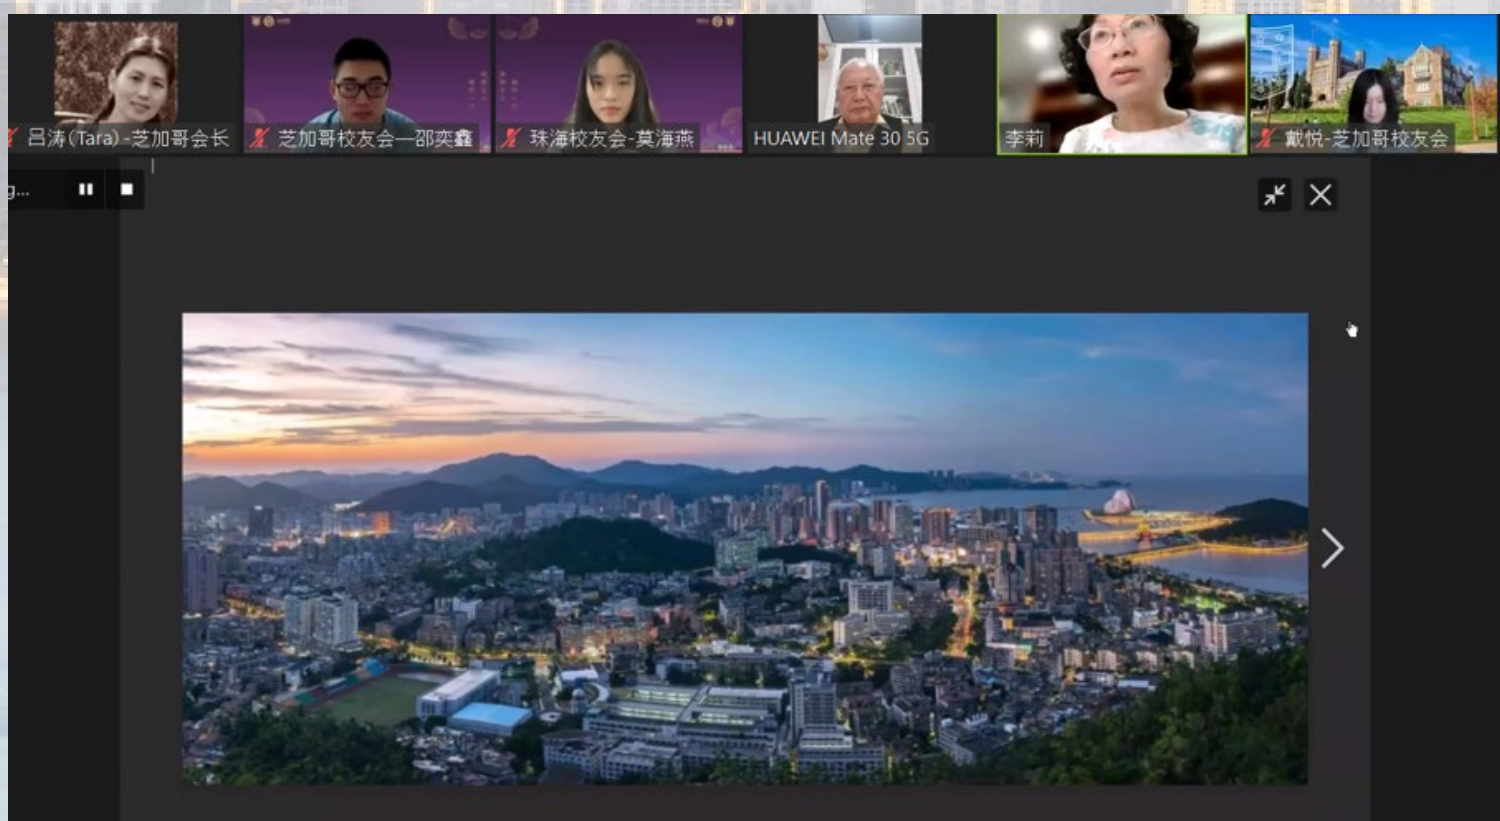 吕涛(Tara)-芝加哥会长
芝加哥校友会—邵奕鑫
珠海校友会-莫海燕
HUAWEI Mate 30 5G
李莉
戴悦-芝加哥校友会
g...